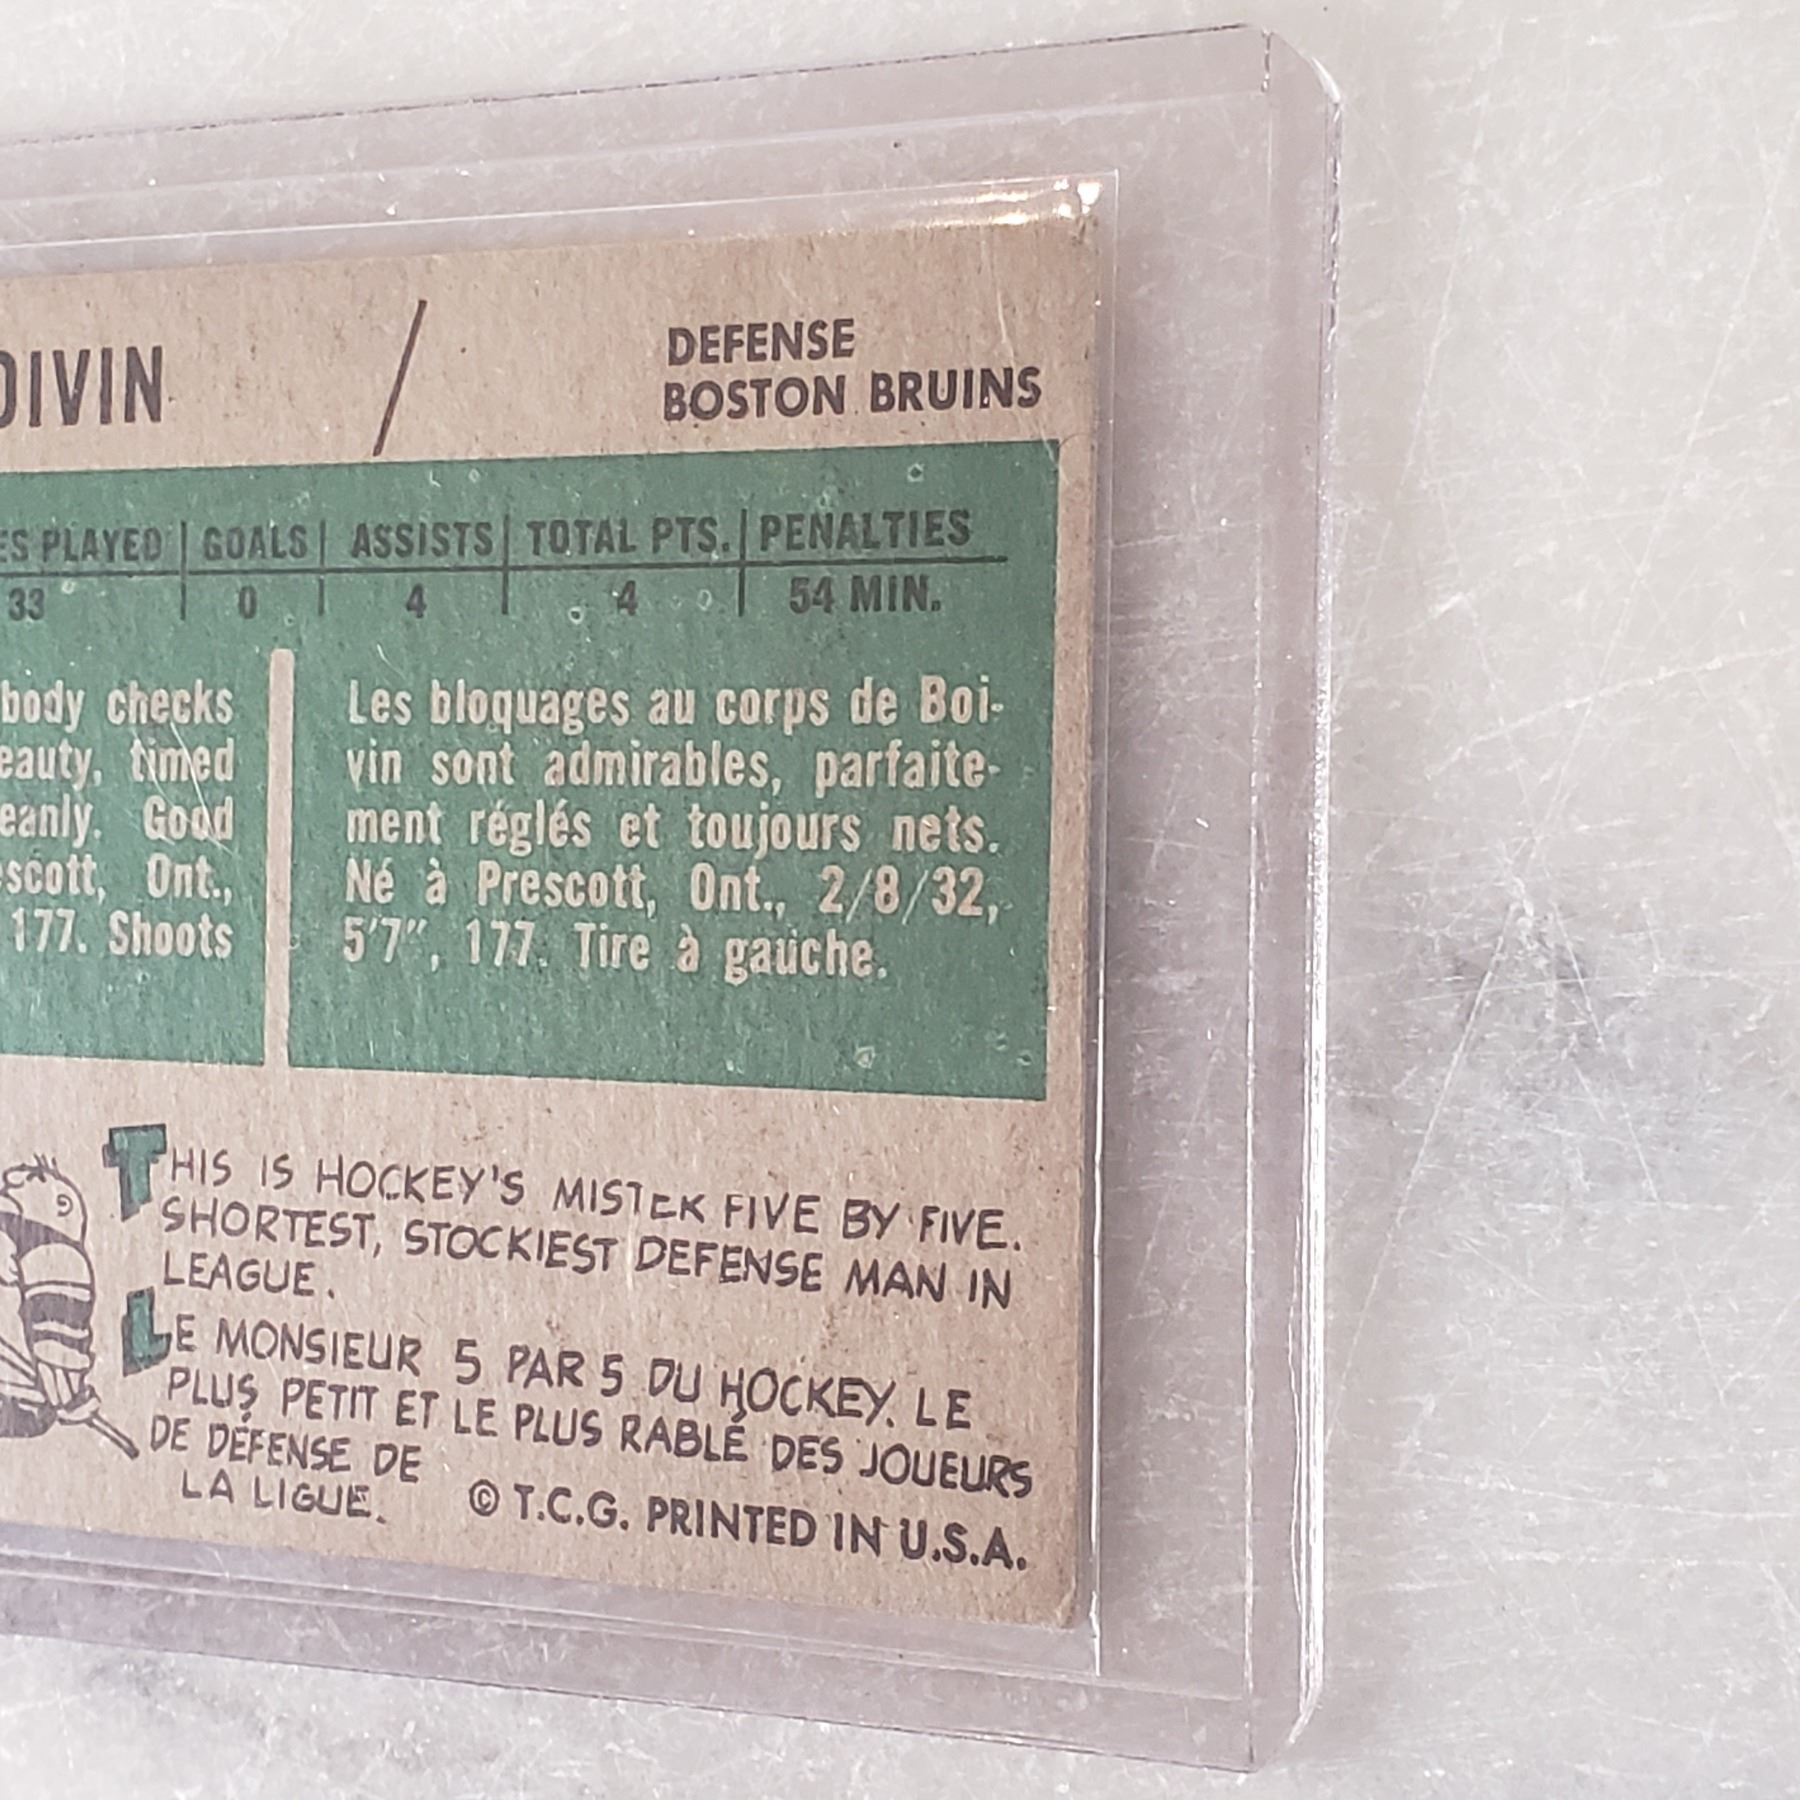 OIVIN / DEFENSE
BOSTON BRUINS
ES PLAYED GOALS ASSISTS TOTAL PTS. PENALTIES
33 0 4 4 54 MIN.
body checks
eauty, timed
eanly. Good
escott, Ont.,
177. Shoots
Les bloquages au corps de Boi-
vin sont admirables, parfaite-
ment réglés et toujours nets.
Né à Prescott, Ont., 2/8/32,
5'7", 177. Tire à gauche.
THIS IS HOCKEY'S MISTER FIVE BY FIVE.
SHORTEST, STOCKIEST DEFENSE MAN IN
LEAGUE.
LE MONSIEUR 5 PAR 5 DU HOCKEY. LE
PLUS PETIT ET LE PLUS RABLÉ DES JOUEURS
DE DÉFENSE DE
LA LIGUE.
© T.C.G. PRINTED IN U.S.A.